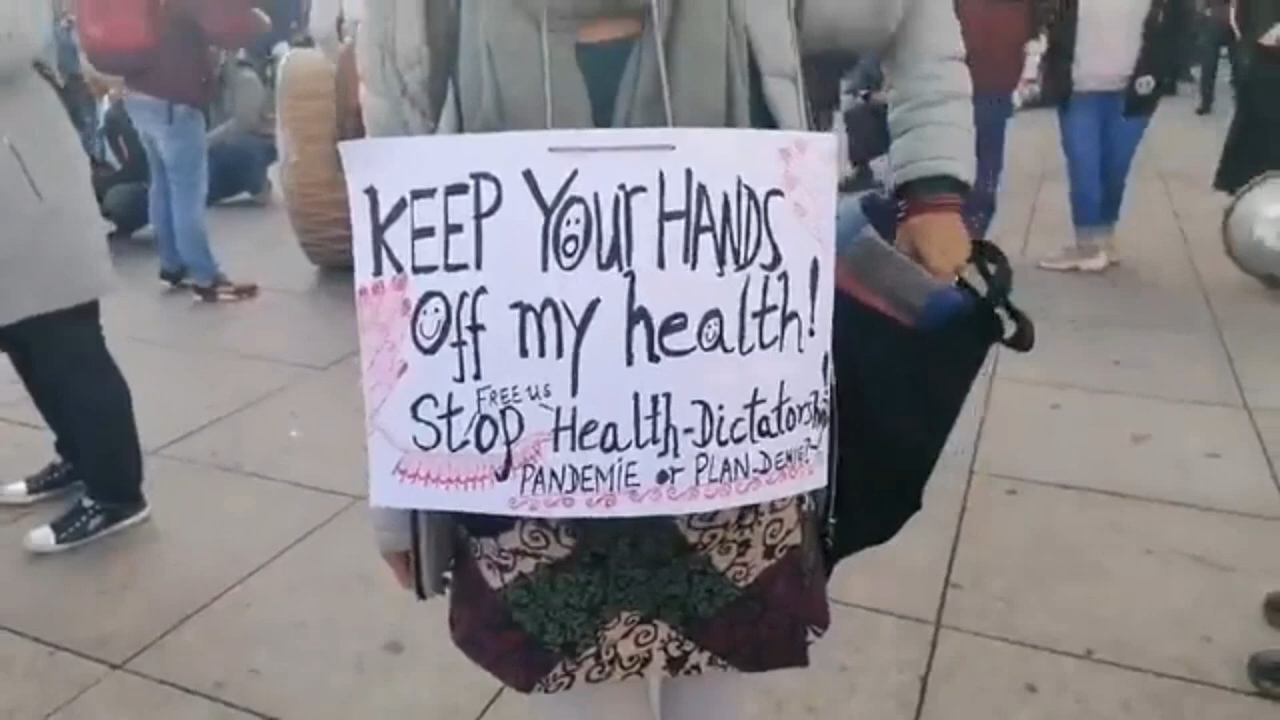 KEEP Your HANDS
Off my health!
FREE us
Stop Health-Dictatorship!
PANDEMIE or PLAN-DEMIE?